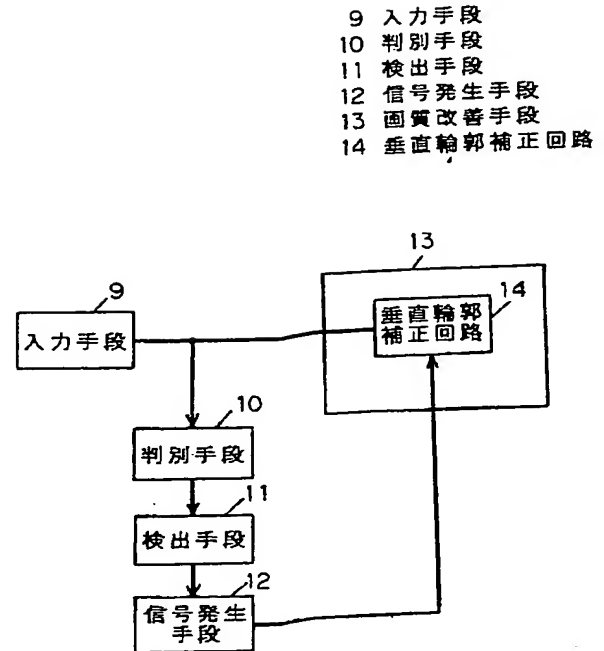 9 入力手段
10 判別手段
11 検出手段
12 信号発生手段
13 画質改善手段
14 垂直輪郭補正回路
13
14
垂直輪郭
補正回路
9
入力手段
10
判別手段
11
検出手段
12
信号発生
手段